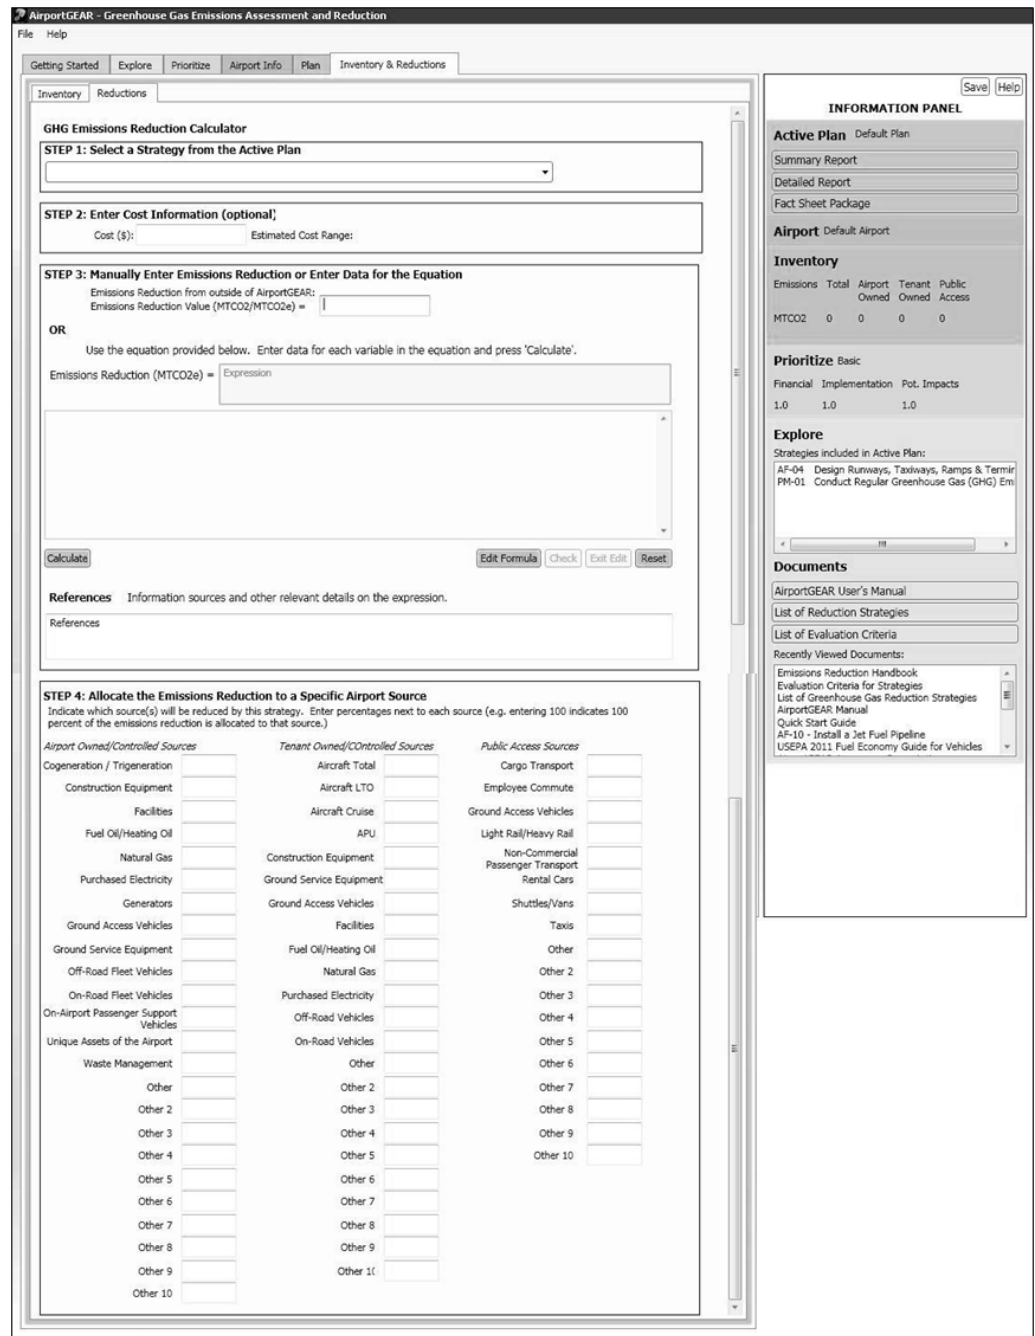 AirportGEAR - Greenhouse Gas Emissions Assessment and Reduction
File Help
Getting Started Explore Prioritize Airport Info Plan Inventory & Reductions
Inventory Reductions
GHG Emissions Reduction Calculator
STEP 1: Select a Strategy from the Active Plan
STEP 2: Enter Cost Information (optional)
Cost ($): Estimated Cost Range:
STEP 3: Manually Enter Emissions Reduction or Enter Data for the Equation
Emissions Reduction from outside of AirportGEAR:
Emissions Reduction Value (MTCO2/MTCO2e) =
OR
Use the equation provided below. Enter data for each variable in the equation and press 'Calculate'.
Emissions Reduction (MTCO2e) = Expression
Calculate Edit Formula Check Exit Edit Reset
References Information sources and other relevant details on the expression.
References
STEP 4: Allocate the Emissions Reduction to a Specific Airport Source
Indicate which source(s) will be reduced by this strategy. Enter percentages next to each source (e.g. entering 100 indicates 100
percent of the emissions reduction is allocated to that source.)
Airport Owned/Controlled Sources
Cogeneration / Trigeneration
Construction Equipment
Facilities
Fuel Oil/Heating Oil
Natural Gas
Purchased Electricity
Generators
Ground Access Vehicles
Ground Service Equipment
Off-Road Fleet Vehicles
On-Road Fleet Vehicles
On-Airport Passenger Support
Vehicles
Unique Assets of the Airport
Waste Management
Other
Other 2
Other 3
Other 4
Other 5
Other 6
Other 7
Other 8
Other 9
Other 10
Tenant Owned/COntrolled Sources
Aircraft Total
Aircraft LTO
Aircraft Cruise
APU
Construction Equipment
Ground Service Equipment
Ground Access Vehicles
Facilities
Fuel Oil/Heating Oil
Natural Gas
Purchased Electricity
Off-Road Vehicles
On-Road Vehicles
Other
Other 2
Other 3
Other 4
Other 5
Other 6
Other 7
Other 8
Other 9
Other 10
Public Access Sources
Cargo Transport
Employee Commute
Ground Access Vehicles
Light Rail/Heavy Rail
Non-Commercial
Passenger Transport
Rental Cars
Shuttles/Vans
Taxis
Other
Other 2
Other 3
Other 4
Other 5
Other 6
Other 7
Other 8
Other 9
Other 10
Save Help
INFORMATION PANEL
Active Plan Default Plan
Summary Report
Detailed Report
Fact Sheet Package
Airport Default Airport
Inventory
Emissions Total Airport Tenant Public
Owned Owned Access
MTCO2 0 0 0 0
Prioritize Basic
Financial Implementation Pot. Impacts
1.0 1.0 1.0
Explore
Strategies included in Active Plan:
AF-04 Design Runways, Taxiways, Ramps & Termir
PM-01 Conduct Regular Greenhouse Gas (GHG) Em
Documents
AirportGEAR User's Manual
List of Reduction Strategies
List of Evaluation Criteria
Recently Viewed Documents:
Emissions Reduction Handbook
Evaluation Criteria for Strategies
List of Greenhouse Gas Reduction Strategies
AirportGEAR Manual
Quick Start Guide
AF-10 - Install a Jet Fuel Pipeline
USEPA 2011 Fuel Economy Guide for Vehicles